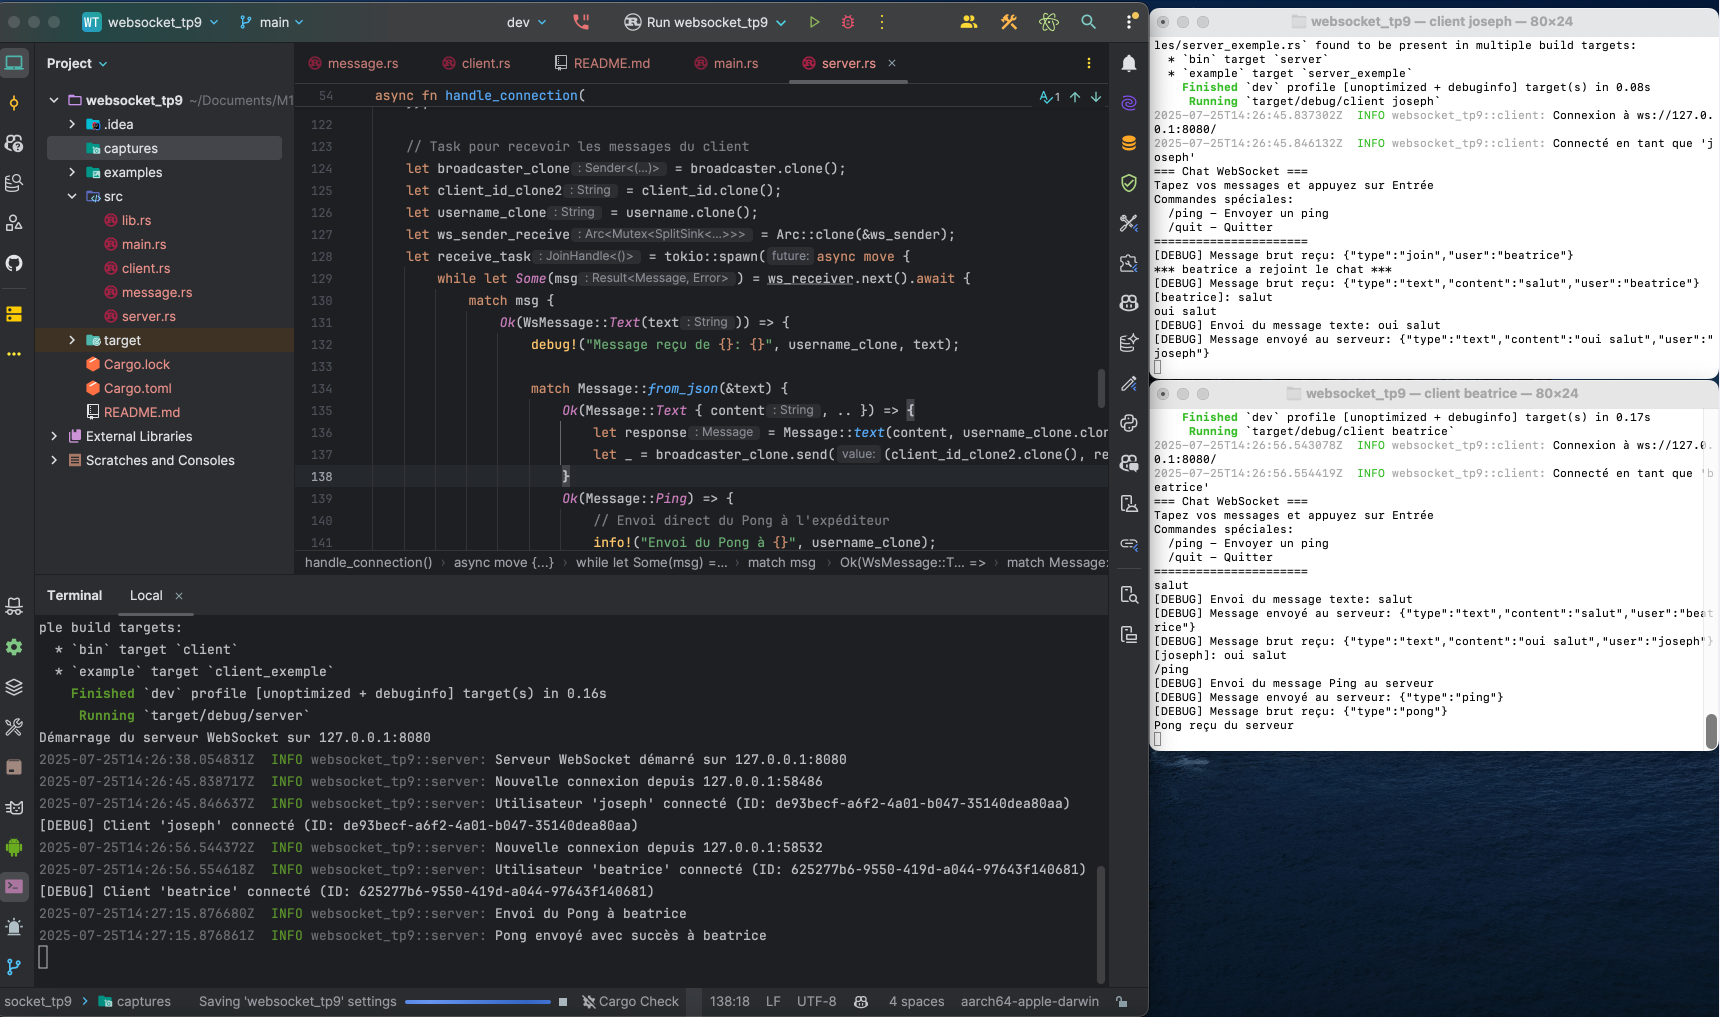 WT websocket_tp9
main
dev
Run websocket_tp9
Project
message.rs
client.rs
README.md
main.rs
server.rs
websocket_tp9 ~/Documents/M1
.idea
captures
examples
src
lib.rs
main.rs
client.rs
message.rs
server.rs
target
Cargo.lock
Cargo.toml
README.md
External Libraries
Scratches and Consoles
54 async fn handle_connection(
1
122
123 // Task pour recevoir les messages du client
124 let broadcaster_clone : Sender<(...)> = broadcaster.clone();
125 let client_id_clone2 : String = client_id.clone();
126 let username_clone : String = username.clone();
127 let ws_sender_receive : Arc<Mutex<SplitSink<...>>> = Arc::clone(&ws_sender);
128 let receive_task : JoinHandle<()> = tokio::spawn( future: async move {
129 while let Some(msg : Result<Message, Error> ) = ws_receiver.next().await {
130 match msg {
131 Ok(WsMessage::Text(text : String )) => {
132 debug!("Message reçu de {}: {}", username_clone, text);
133
134 match Message::from_json(&text) {
135 Ok(Message::Text { content : String , .. }) => {
136 let response : Message = Message::text(content, username_clone.clon
137 let _ = broadcaster_clone.send( value: (client_id_clone2.clone(), re
138 }
139 Ok(Message::Ping) => {
140 // Envoi direct du Pong à l'expéditeur
141 info!("Envoi du Pong à {}", username_clone);
handle_connection() › async move {...} › while let Some(msg) =... › match msg › Ok(WsMessage::T... => › match Message:
Terminal
Local
ple build targets:
* `bin` target `client`
* `example` target `client_exemple`
Finished `dev` profile [unoptimized + debuginfo] target(s) in 0.16s
Running `target/debug/server`
Démarrage du serveur WebSocket sur 127.0.0.1:8080
2025-07-25T14:26:38.054831Z INFO websocket_tp9::server: Serveur WebSocket démarré sur 127.0.0.1:8080
2025-07-25T14:26:45.838717Z INFO websocket_tp9::server: Nouvelle connexion depuis 127.0.0.1:58486
2025-07-25T14:26:45.846637Z INFO websocket_tp9::server: Utilisateur 'joseph' connecté (ID: de93becf-a6f2-4a01-b047-35140dea80aa)
[DEBUG] Client 'joseph' connecté (ID: de93becf-a6f2-4a01-b047-35140dea80aa)
2025-07-25T14:26:56.544372Z INFO websocket_tp9::server: Nouvelle connexion depuis 127.0.0.1:58532
2025-07-25T14:26:56.554618Z INFO websocket_tp9::server: Utilisateur 'beatrice' connecté (ID: 625277b6-9550-419d-a044-97643f140681)
[DEBUG] Client 'beatrice' connecté (ID: 625277b6-9550-419d-a044-97643f140681)
2025-07-25T14:27:15.876680Z INFO websocket_tp9::server: Envoi du Pong à beatrice
2025-07-25T14:27:15.876861Z INFO websocket_tp9::server: Pong envoyé avec succès à beatrice
socket_tp9 › captures
Saving 'websocket_tp9' settings
Cargo Check
138:18
LF
UTF-8
4 spaces
aarch64-apple-darwin
websocket_tp9 — client joseph — 80×24
les/server_exemple.rs` found to be present in multiple build targets:
* `bin` target `server`
* `example` target `server_exemple`
Finished `dev` profile [unoptimized + debuginfo] target(s) in 0.08s
Running `target/debug/client joseph`
2025-07-25T14:26:45.837302Z INFO websocket_tp9::client: Connexion à ws://127.0.
0.1:8080/
2025-07-25T14:26:45.846132Z INFO websocket_tp9::client: Connecté en tant que 'j
oseph'
=== Chat WebSocket ===
Tapez vos messages et appuyez sur Entrée
Commandes spéciales:
/ping – Envoyer un ping
/quit – Quitter
======================
[DEBUG] Message brut reçu: {"type":"join","user":"beatrice"}
*** beatrice a rejoint le chat ***
[DEBUG] Message brut reçu: {"type":"text","content":"salut","user":"beatrice"}
[beatrice]: salut
oui salut
[DEBUG] Envoi du message texte: oui salut
[DEBUG] Message envoyé au serveur: {"type":"text","content":"oui salut","user":"
joseph"}
websocket_tp9 — client beatrice — 80×24
Finished `dev` profile [unoptimized + debuginfo] target(s) in 0.17s
Running `target/debug/client beatrice`
2025-07-25T14:26:56.543078Z INFO websocket_tp9::client: Connexion à ws://127.0.
0.1:8080/
2025-07-25T14:26:56.554419Z INFO websocket_tp9::client: Connecté en tant que 'b
eatrice'
=== Chat WebSocket ===
Tapez vos messages et appuyez sur Entrée
Commandes spéciales:
/ping – Envoyer un ping
/quit – Quitter
======================
salut
[DEBUG] Envoi du message texte: salut
[DEBUG] Message envoyé au serveur: {"type":"text","content":"salut","user":"beat
rice"}
[DEBUG] Message brut reçu: {"type":"text","content":"oui salut","user":"joseph"}
[joseph]: oui salut
/ping
[DEBUG] Envoi du message Ping au serveur
[DEBUG] Message envoyé au serveur: {"type":"ping"}
[DEBUG] Message brut reçu: {"type":"pong"}
Pong reçu du serveur